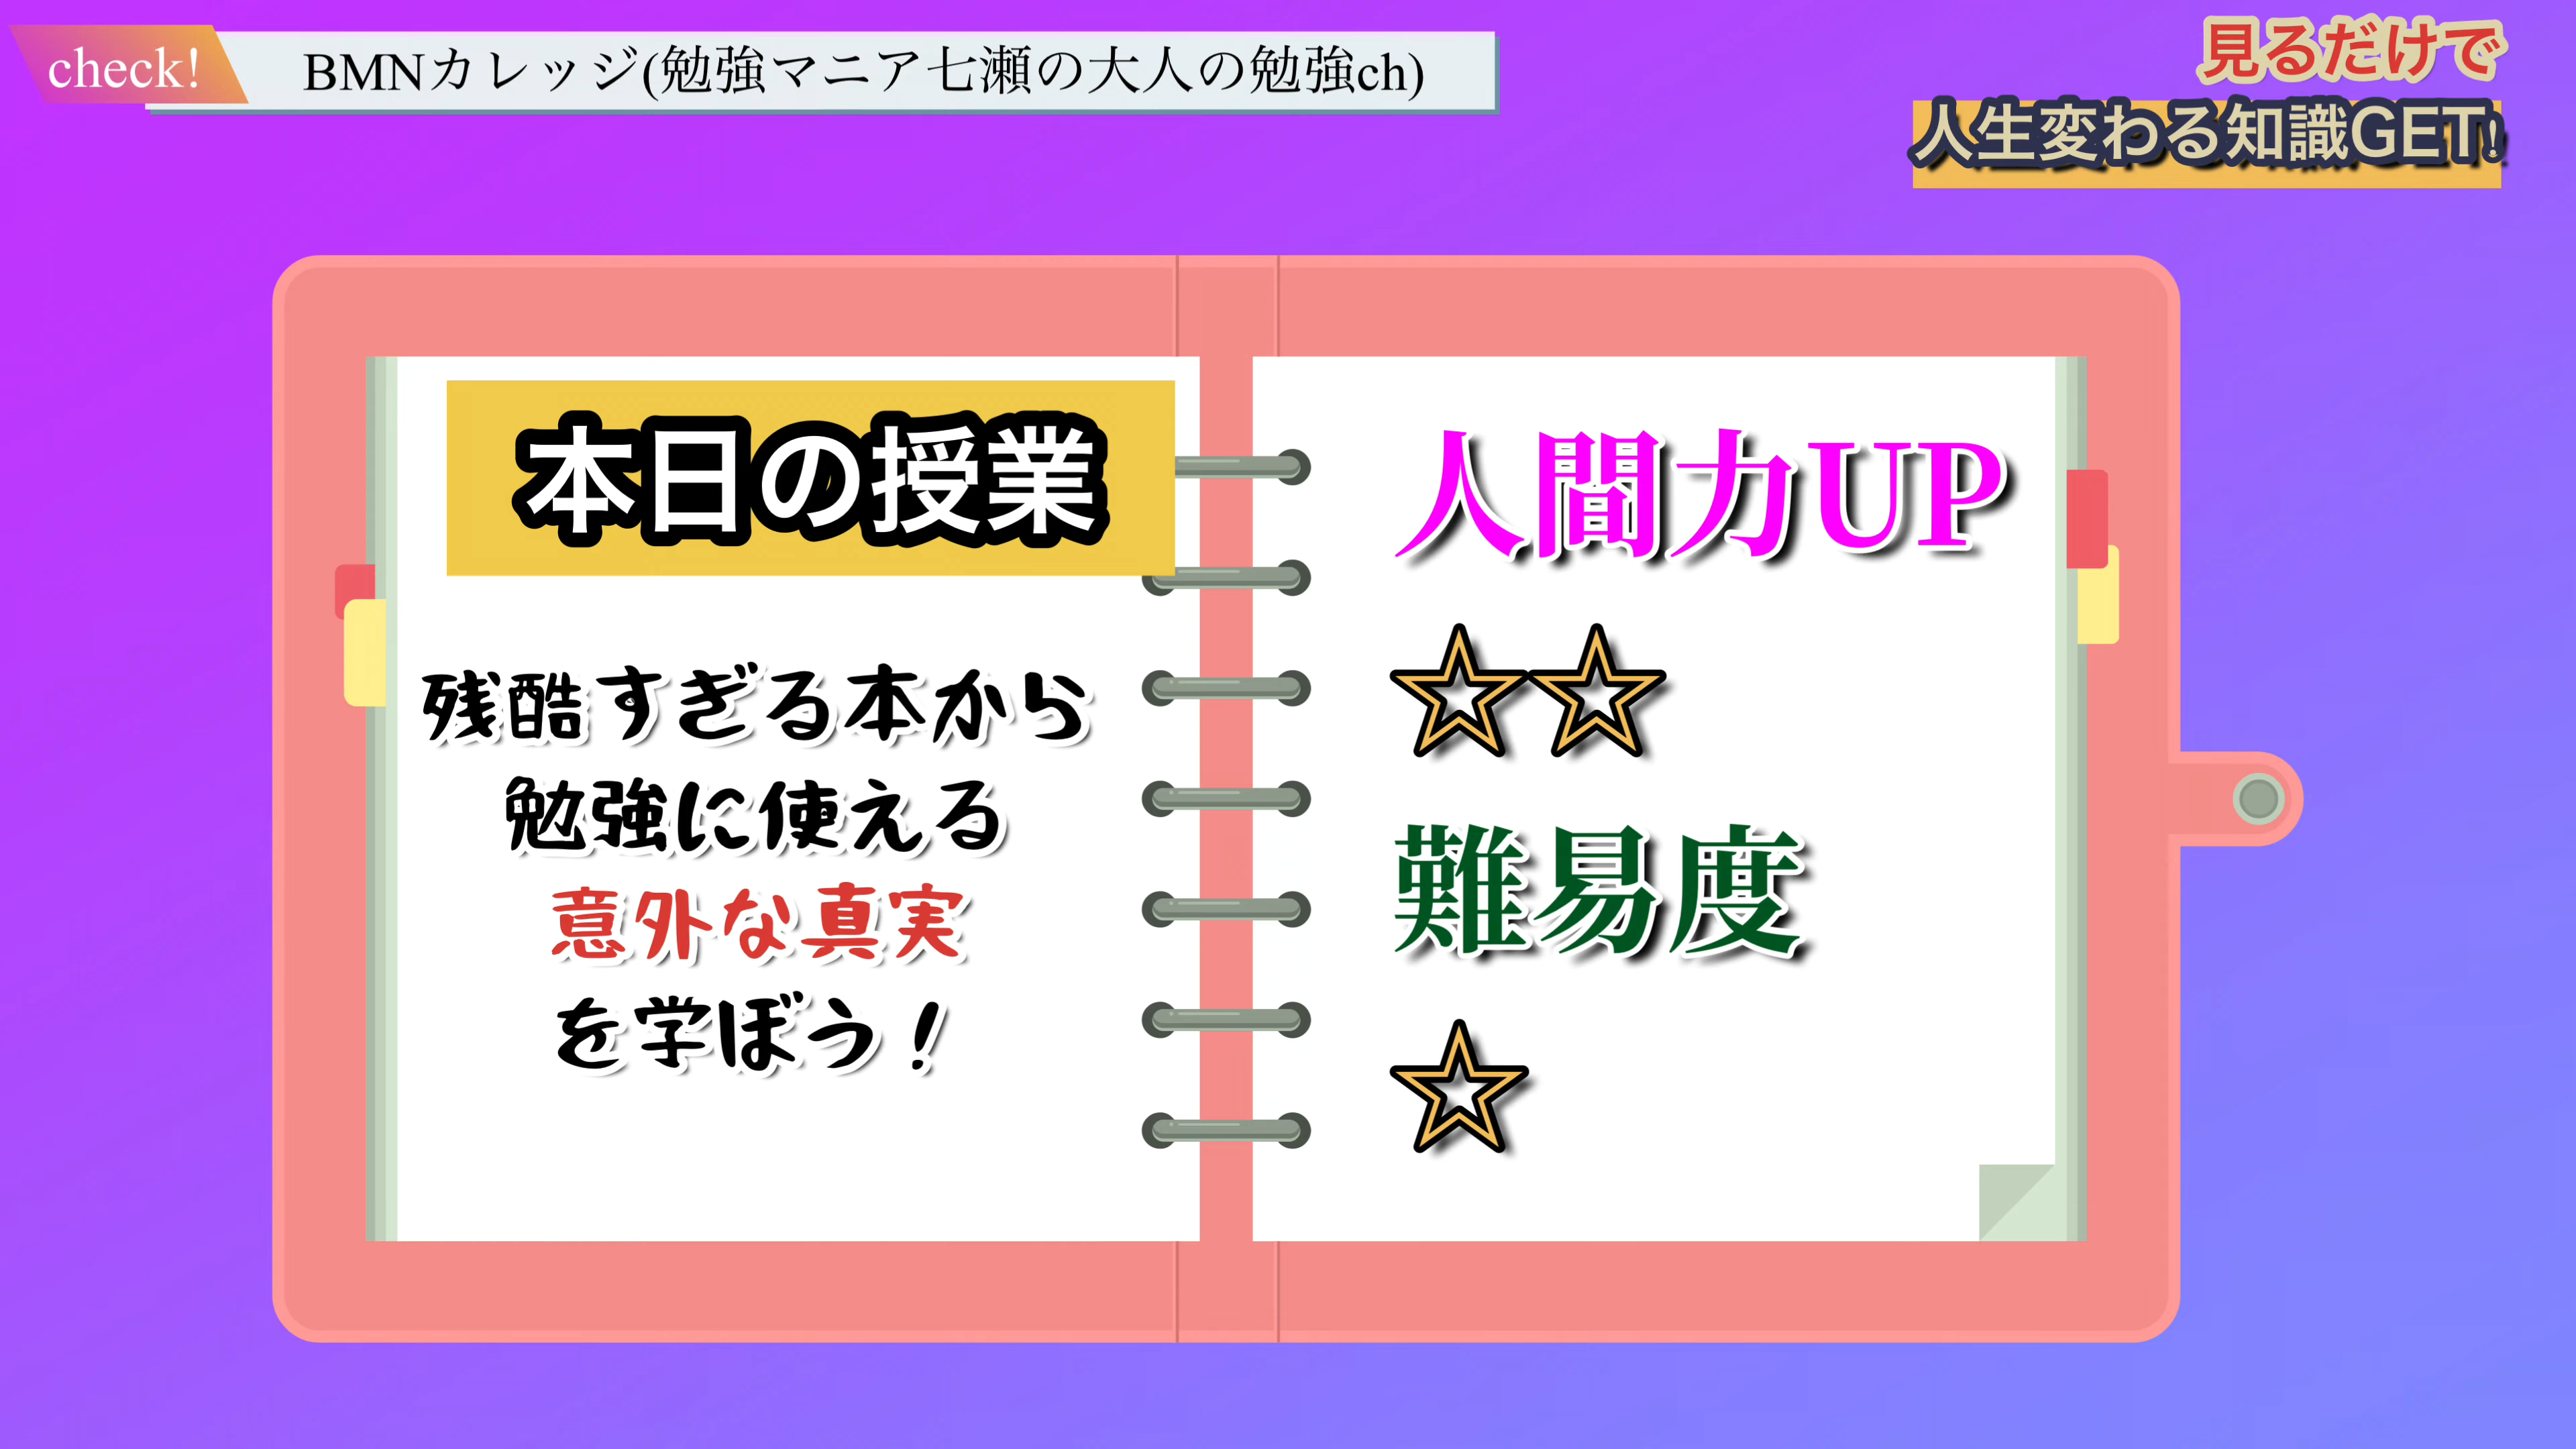 check!
BMNカレッジ(勉強マニア七瀬の大人の勉強ch)
見るだけで
人生変わる知識GET!
本日の授業
残酷すぎる本から
勉強に使える
意外な真実
を学ぼう!
人間力UP
☆☆
難易度
☆